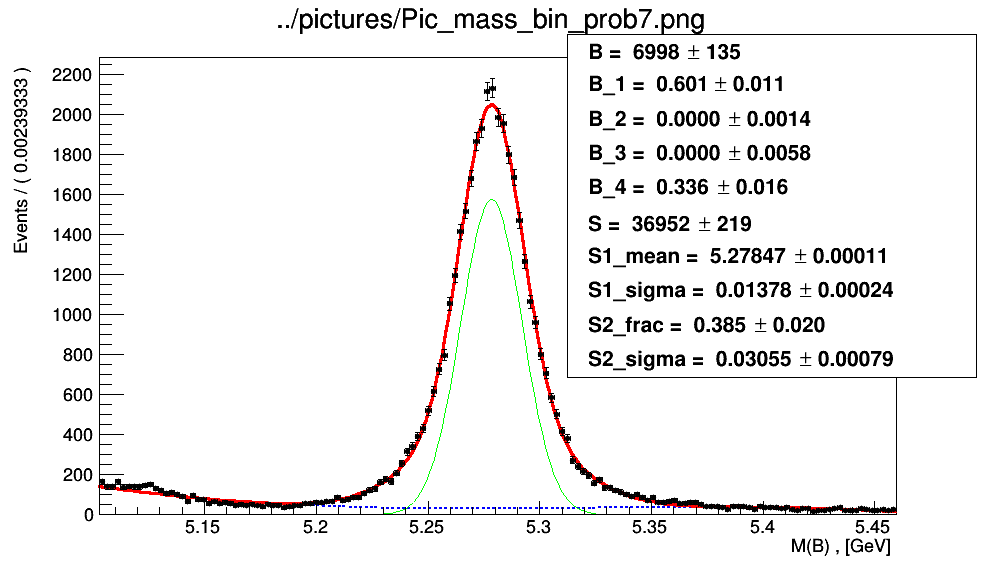 ../pictures/Pic_mass_bin_prob7.png
B = 6998 ± 135
B_1 = 0.601 ± 0.011
B_2 = 0.0000 ± 0.0014
B_3 = 0.0000 ± 0.0058
B_4 = 0.336 ± 0.016
S = 36952 ± 219
S1_mean = 5.27847 ± 0.00011
S1_sigma = 0.01378 ± 0.00024
S2_frac = 0.385 ± 0.020
S2_sigma = 0.03055 ± 0.00079
Events / ( 0.00239333 )
2200
2000
1800
1600
1400
1200
1000
800
600
400
200
0
5.15 5.2 5.25 5.3 5.35 5.4 5.45
M(B) , [GeV]